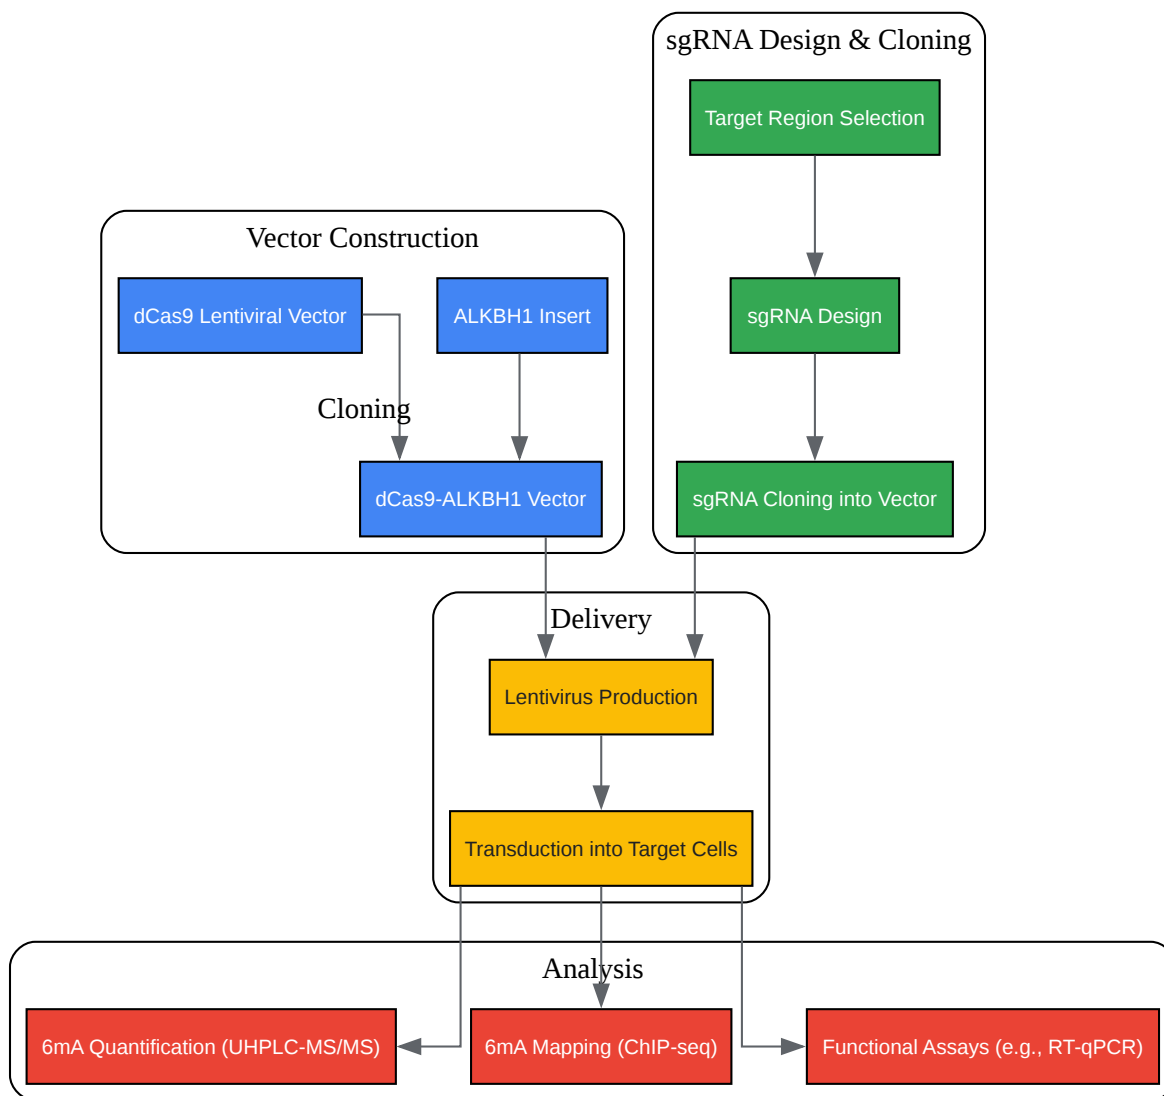 sgRNA Design & Cloning
Target Region Selection
Vector Construction
dCas9 Lentiviral Vector
ALKBH1 Insert
sgRNA Design
Cloning
dCas9-ALKBH1 Vector
sgRNA Cloning into Vector
Delivery
Lentivirus Production
Transduction into Target Cells
Analysis
6mA Quantification (UHPLC-MS/MS)
6mA Mapping (ChIP-seq)
Functional Assays (e.g., RT-qPCR)